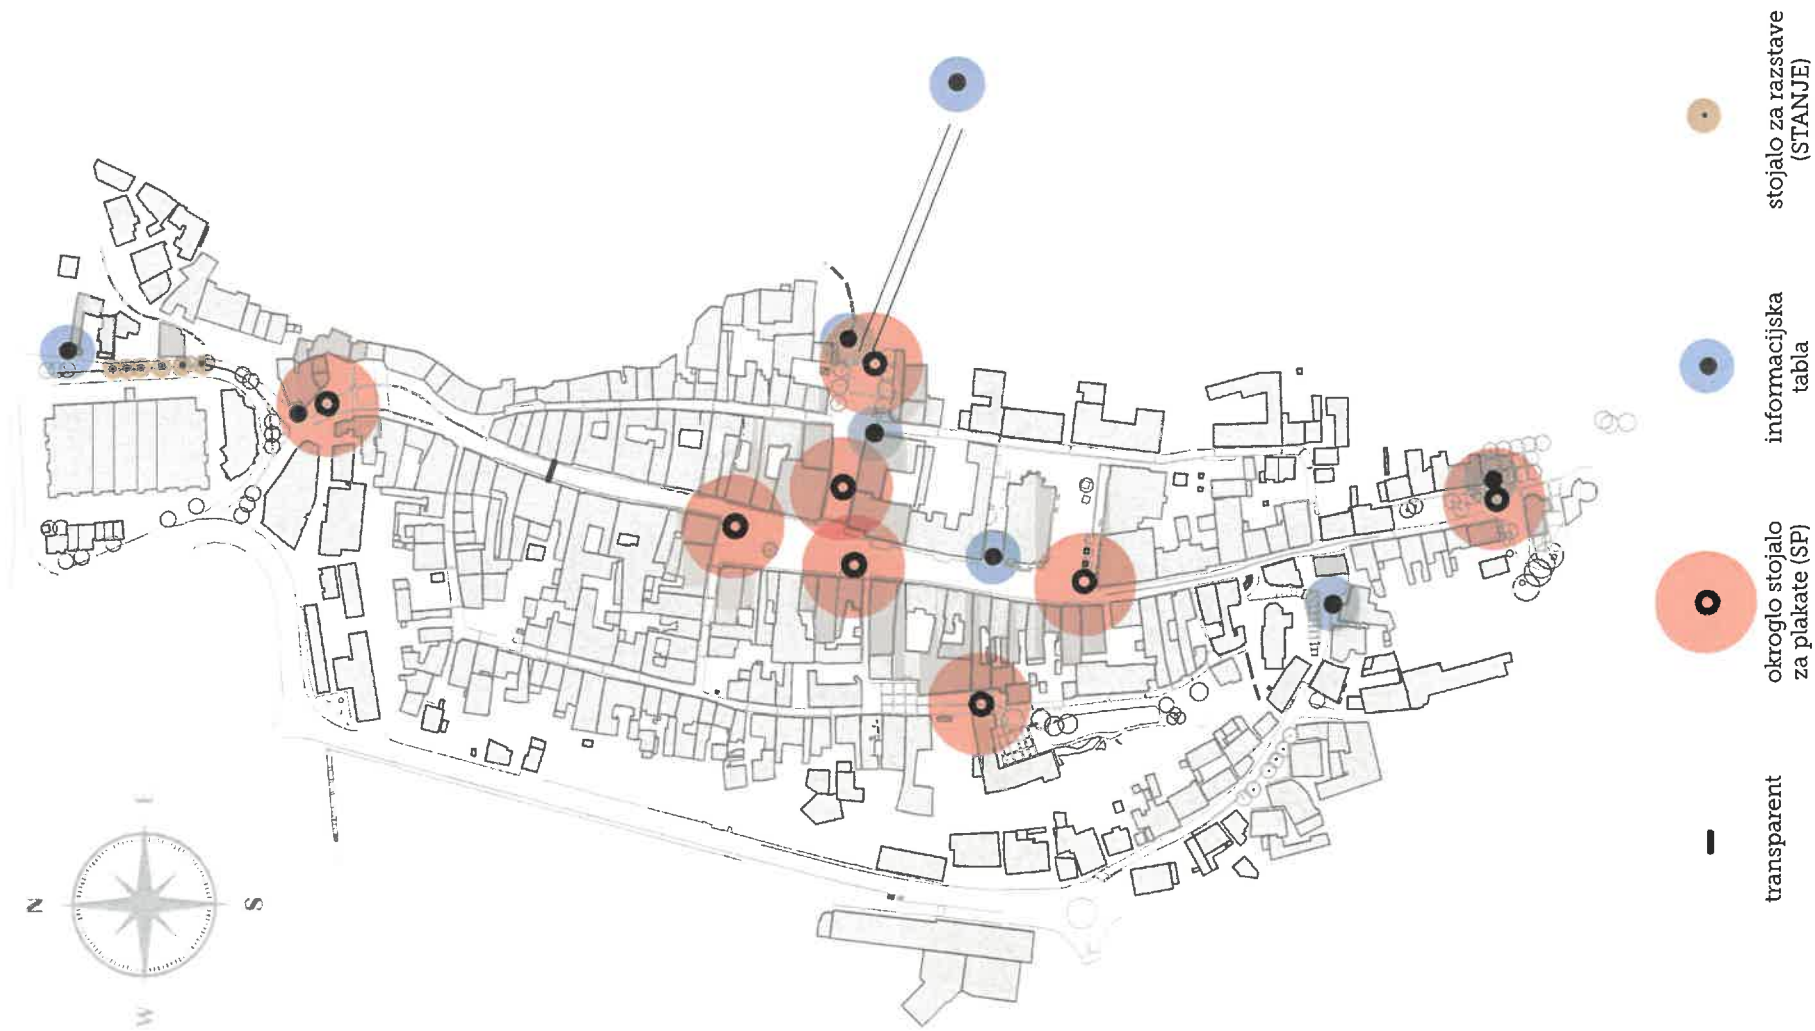 N
E
S
W
transparent
okroglo stojalo
za plakate (SP)
informacijska
tabla
stojalo za razstave
(STANJE)